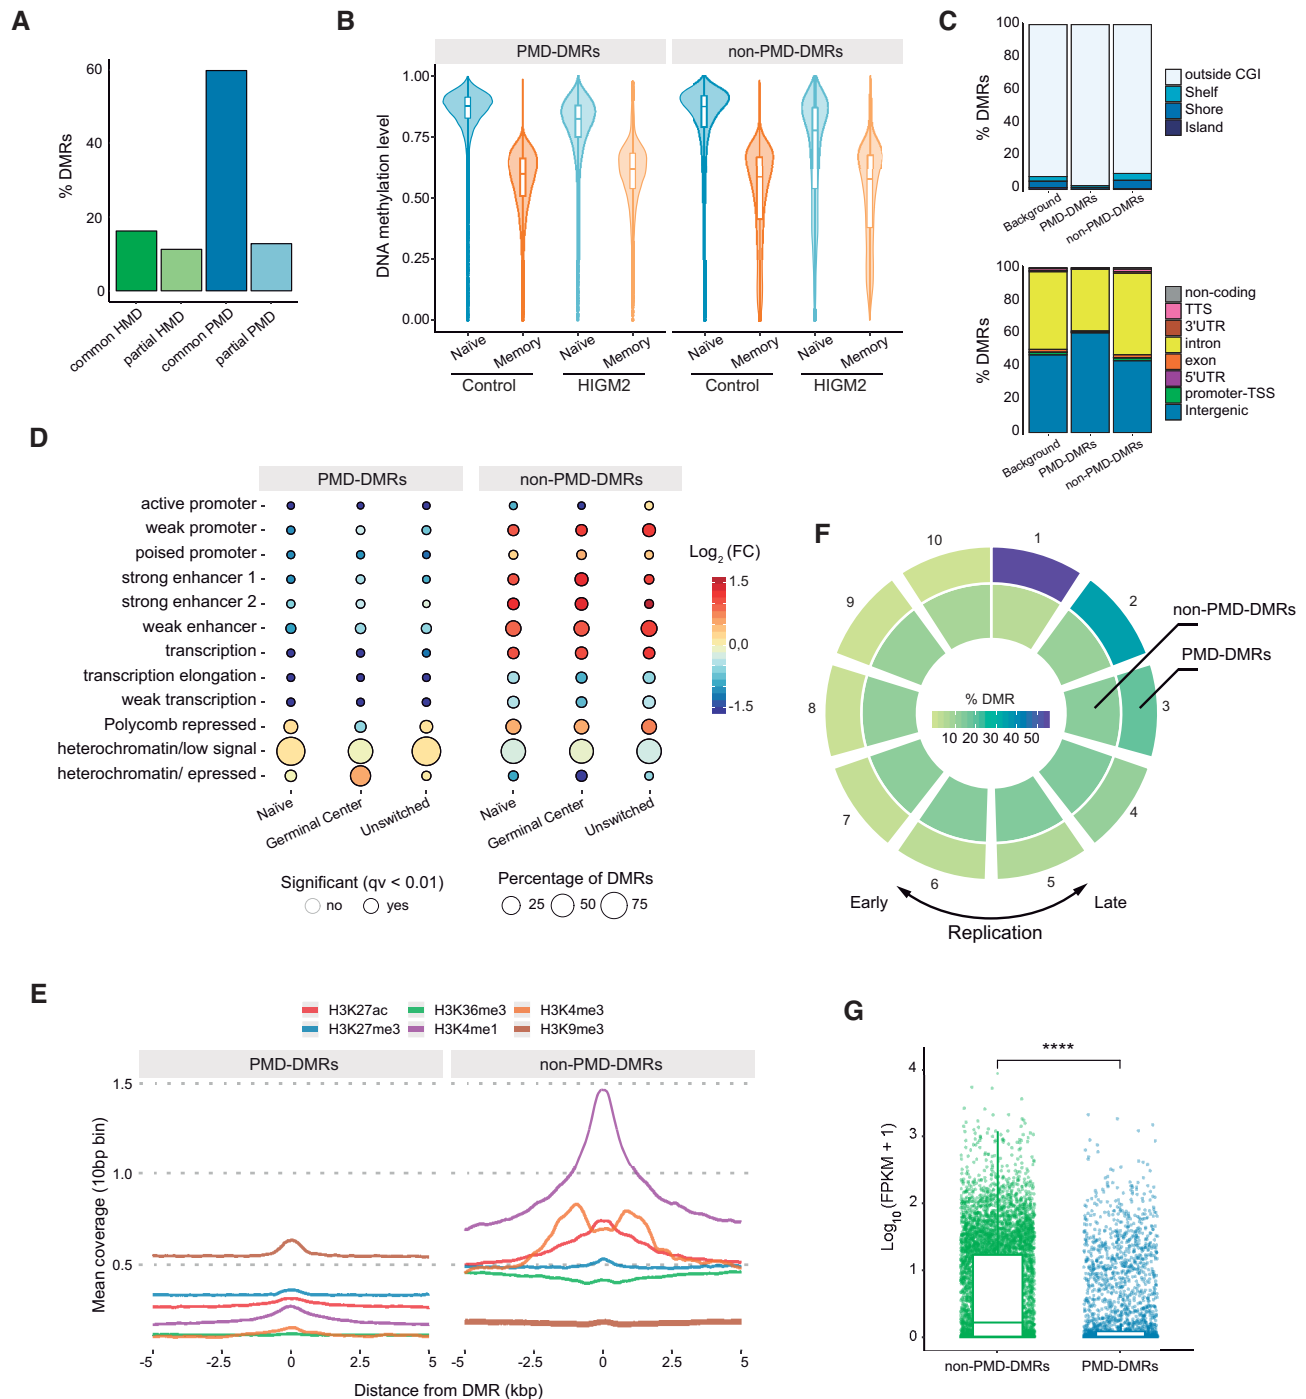 A
% DMRs
60
40
20
0
common HMD
partial HMD
common PMD
partial PMD
B
PMD-DMRs
non-PMD-DMRs
DNA methylation level
1.00
0.75
0.50
0.25
0.00
Naïve
Memory
Naïve
Memory
Naïve
Memory
Naïve
Memory
Control
HIGM2
Control
HIGM2
C
% DMRs
100
80
60
40
20
0
Background
PMD-DMRs
non-PMD-DMRs
outside CGI
Shelf
Shore
Island
% DMRs
100
80
60
40
20
0
Background
PMD-DMRs
non-PMD-DMRs
non-coding
TTS
3'UTR
intron
exon
5'UTR
promoter-TSS
Intergenic
D
PMD-DMRs
non-PMD-DMRs
active promoter
weak promoter
poised promoter
strong enhancer 1
strong enhancer 2
weak enhancer
transcription
transcription elongation
weak transcription
Polycomb repressed
heterochromatin/low signal
heterochromatin/ epressed
Naïve
Germinal Center
Unswitched
Naïve
Germinal Center
Unswitched
Log2 (FC)
1.5
0,0
-1.5
Significant (qv < 0.01)
no
yes
Percentage of DMRs
25
50
75
F
1
2
3
4
5
6
7
8
9
10
non-PMD-DMRs
PMD-DMRs
% DMR
10 20 30 40 50
Early
Late
Replication
E
H3K27ac
H3K36me3
H3K4me3
H3K27me3
H3K4me1
H3K9me3
PMD-DMRs
non-PMD-DMRs
Mean coverage (10bp bin)
1.5
1.0
0.5
-5
-2.5
0
2.5
5
-5
-2.5
0
2.5
5
Distance from DMR (kbp)
G
****
Log10 (FPKM + 1)
4
3
2
1
0
non-PMD-DMRs
PMD-DMRs